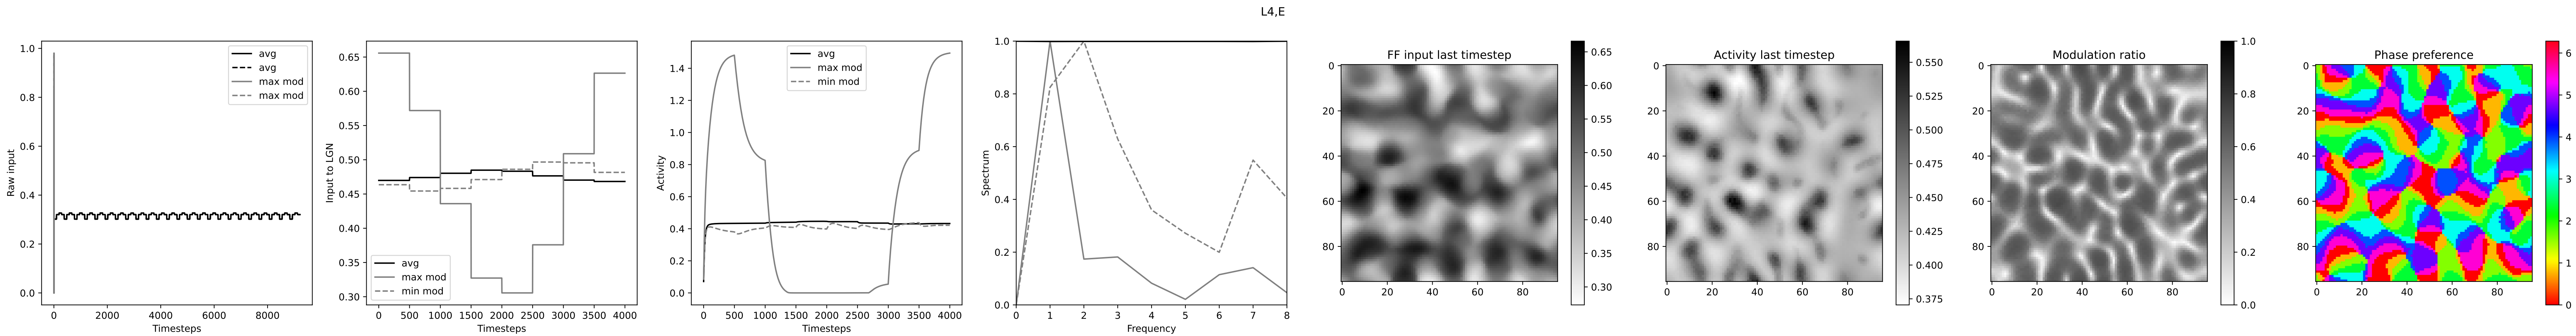 L4,E
Raw input
1.0
0.8
0.6
0.4
0.2
0.0
avg
avg
max mod
max mod
0 2000 4000 6000 8000
Timesteps
Input to LGN
0.65
0.60
0.55
0.50
0.45
0.40
0.35
0.30
avg
max mod
min mod
0 500 1000 1500 2000 2500 3000 3500 4000
Timesteps
Activity
1.4
1.2
1.0
0.8
0.6
0.4
0.2
0.0
avg
max mod
min mod
0 500 1000 1500 2000 2500 3000 3500 4000
Timesteps
Spectrum
1.0
0.8
0.6
0.4
0.2
0.0
0 1 2 3 4 5 6 7 8
Frequency
FF input last timestep
0
20
40
60
80
0 20 40 60 80
0.65
0.60
0.55
0.50
0.45
0.40
0.35
0.30
Activity last timestep
0
20
40
60
80
0 20 40 60 80
0.550
0.525
0.500
0.475
0.450
0.425
0.400
0.375
Modulation ratio
0
20
40
60
80
0 20 40 60 80
1.0
0.8
0.6
0.4
0.2
0.0
Phase preference
0
20
40
60
80
0 20 40 60 80
6
5
4
3
2
1
0